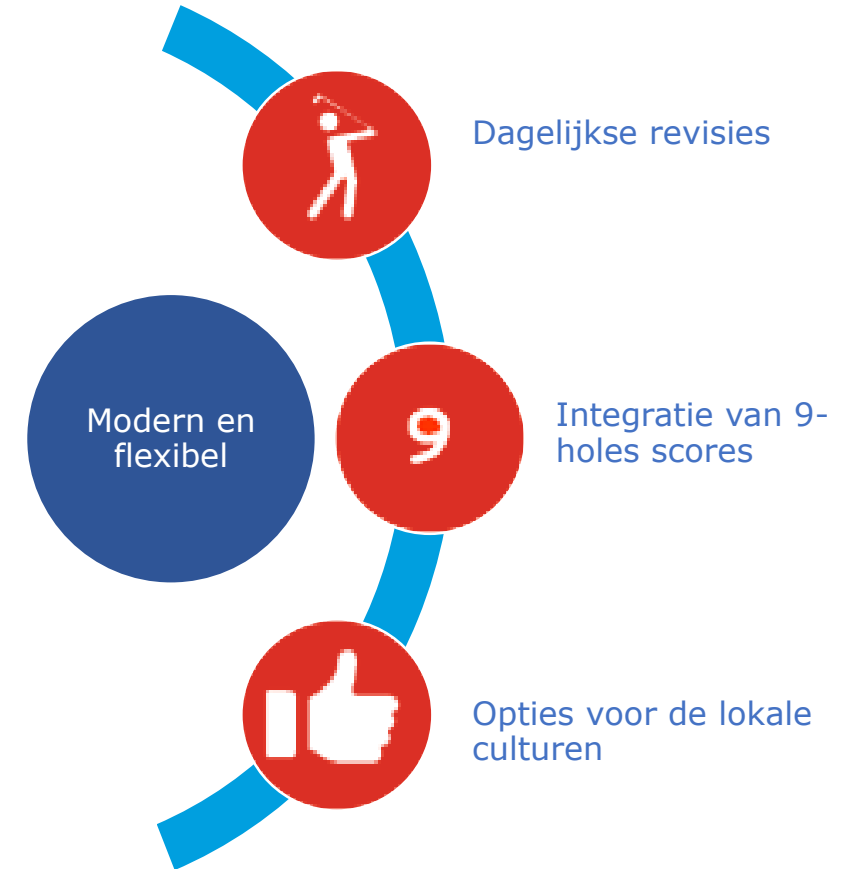 Dagelijkse revisies
Modern en
flexibel
9
Integratie van 9-
holes scores
Opties voor de lokale
culturen